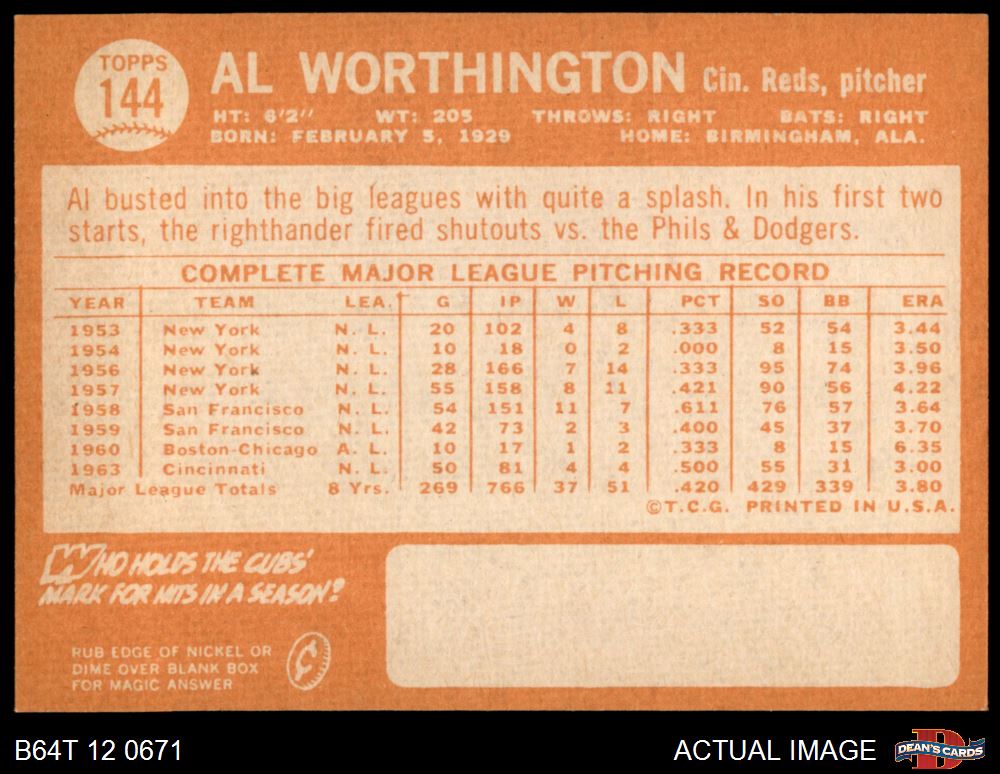 TOPPS
144
AL WORTHINGTON Cin. Reds, pitcher
HT: 6'2" WT: 205 THROWS: RIGHT BATS: RIGHT
BORN: FEBRUARY 5, 1929 HOME: BIRMINGHAM, ALA.
Al busted into the big leagues with quite a splash. In his first two
starts, the righthander fired shutouts vs. the Phils & Dodgers.
COMPLETE MAJOR LEAGUE PITCHING RECORD
YEAR TEAM LEA. G IP W L PCT SO BB ERA
1953 New York N. L. 20 102 4 8 .333 52 54 3.44
1954 New York N. L. 10 18 0 2 .000 8 15 3.50
1956 New York N. L. 28 166 7 14 .333 95 74 3.96
1957 New York N. L. 55 158 8 11 .421 90 56 4.22
1958 San Francisco N. L. 54 151 11 7 .611 76 57 3.64
1959 San Francisco N. L. 42 73 2 3 .400 45 37 3.70
1960 Boston-Chicago A. L. 10 17 1 2 .333 8 15 6.35
1963 Cincinnati N. L. 50 81 4 4 .500 55 31 3.00
Major League Totals 8 Yrs. 269 766 37 51 .420 429 339 3.80
©T.C.G. PRINTED IN U.S.A.
WHO HOLDS THE CUBS'
MARK FOR HITS IN A SEASON?
RUB EDGE OF NICKEL OR
DIME OVER BLANK BOX
FOR MAGIC ANSWER
B64T 12 0671 ACTUAL IMAGE DEAN'S CARDS